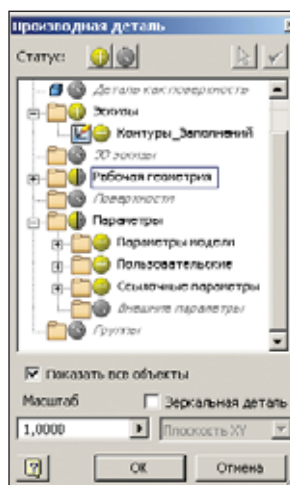 Производная деталь
Статус:
Деталь как поверхность
Эскизы
Контуры_Заполнений
3D эскизы
Рабочая геометрия
Поверхности
Параметры
Параметры модели
Пользовательские
Ссылочные параметры
Внешние параметры
Группы
Показать все объекты
Масштаб
Зеркальная деталь
1,0000
Плоскость XY
?
ОК
Отмена